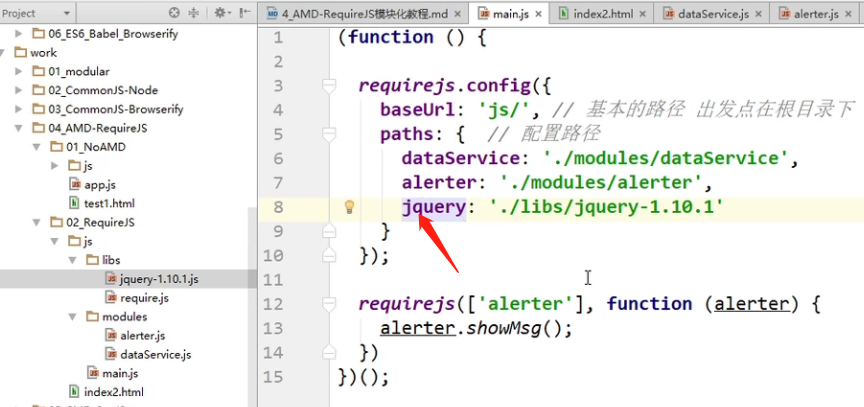 Project
4_AMD-RequireJS模块化教程.md
main.js
index2.html
dataService.js
alerter.js
06_ES6_Babel_Browserify
work
01_modular
02_CommonJS-Node
03_CommonJS-Browserify
04_AMD-RequireJS
01_NoAMD
js
app.js
test1.html
02_RequireJS
js
libs
jquery-1.10.1.js
require.js
modules
alerter.js
dataService.js
main.js
index2.html
1 (function () {
2
3 requirejs.config({
4 baseUrl: 'js/', // 基本的路径 出发点在根目录下
5 paths: { // 配置路径
6 dataService: './modules/dataService',
7 alerter: './modules/alerter',
8 jquery: './libs/jquery-1.10.1'
9 }
10 });
11
12 requirejs(['alerter'], function (alerter) {
13 alerter.showMsg();
14 })
15 })();